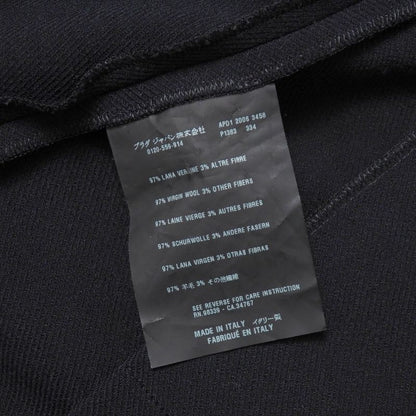 プラダ ジャパン株式会社
0120-559-914
APD1 2006 3456
P1383 334
97% LANA VERGINE 3% ALTRE FIBRE
97% VIRGIN WOOL 3% OTHER FIBERS
97% LAINE VIERGE 3% AUTRES FIBRES
97% SCHURWOLLE 3% ANDERE FASERN
97% LANA VIRGEN 3% OTRAS FIBRAS
97% 羊毛 3% その他繊維
SEE REVERSE FOR CARE INSTRUCTION
RN.98339 - CA.34767
MADE IN ITALY イタリー製
FABRIQUÉ EN ITALY